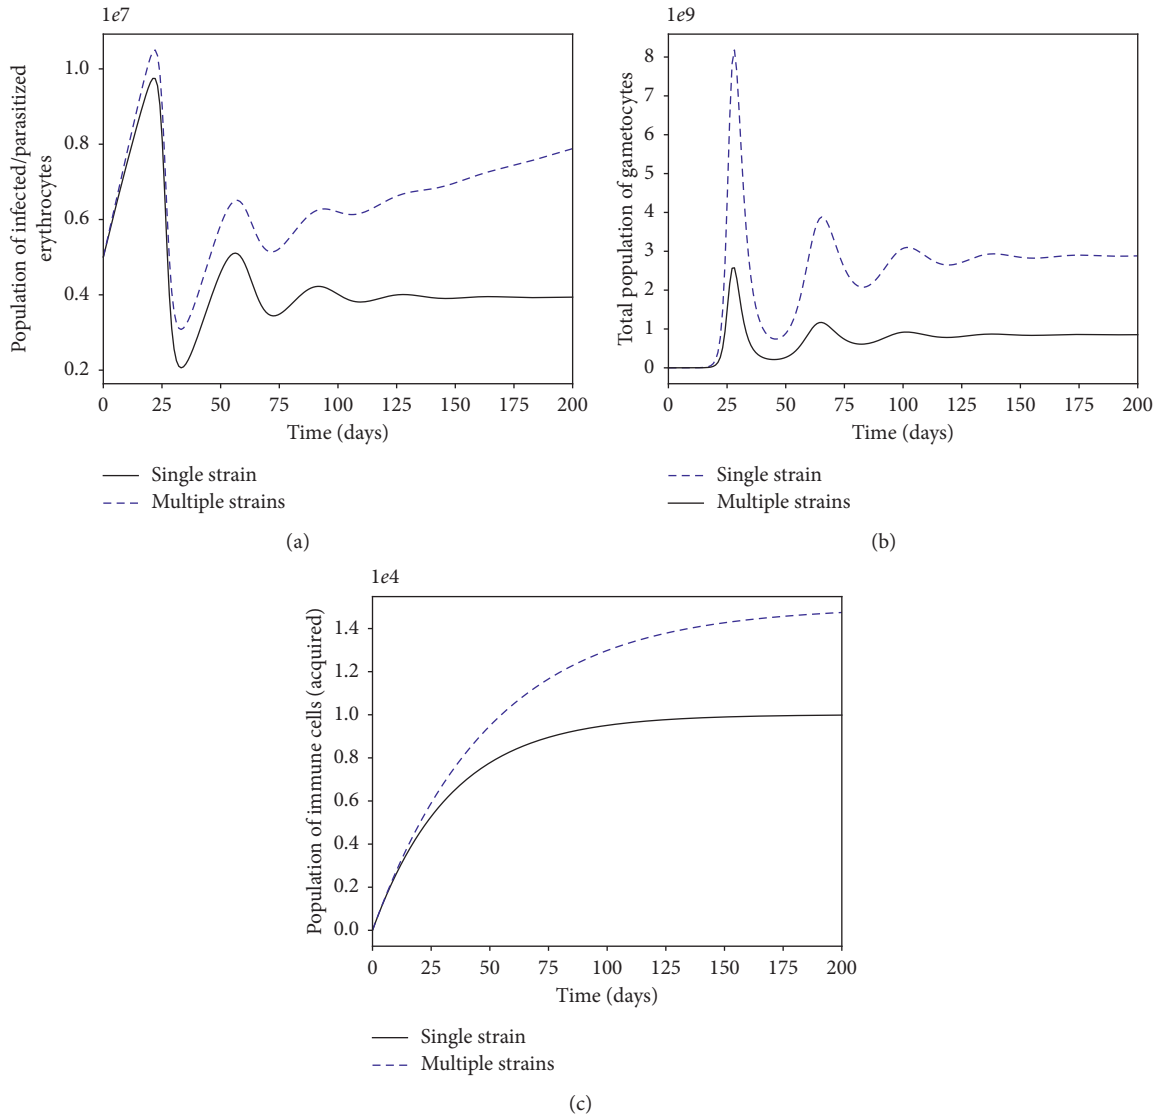 1e7
Population of infected/parasitized
erythrocytes
1.0
0.8
0.6
0.4
0.2
0 25 50 75 100 125 150 175 200
Time (days)
Single strain
Multiple strains
(a)
1e9
Total population of gametocytes
8
7
9
5
4
3
2
1
0
0 25 50 75 100 125 150 175 200
Time (days)
Single strain
Multiple strains
(b)
1e4
Population of immune cells (acquired)
1.4
1.2
1.0
0.8
0.6
0.4
0.2
0.0
0 25 50 75 100 125 150 175 200
Time (days)
Single strain
Multiple strains
(c)